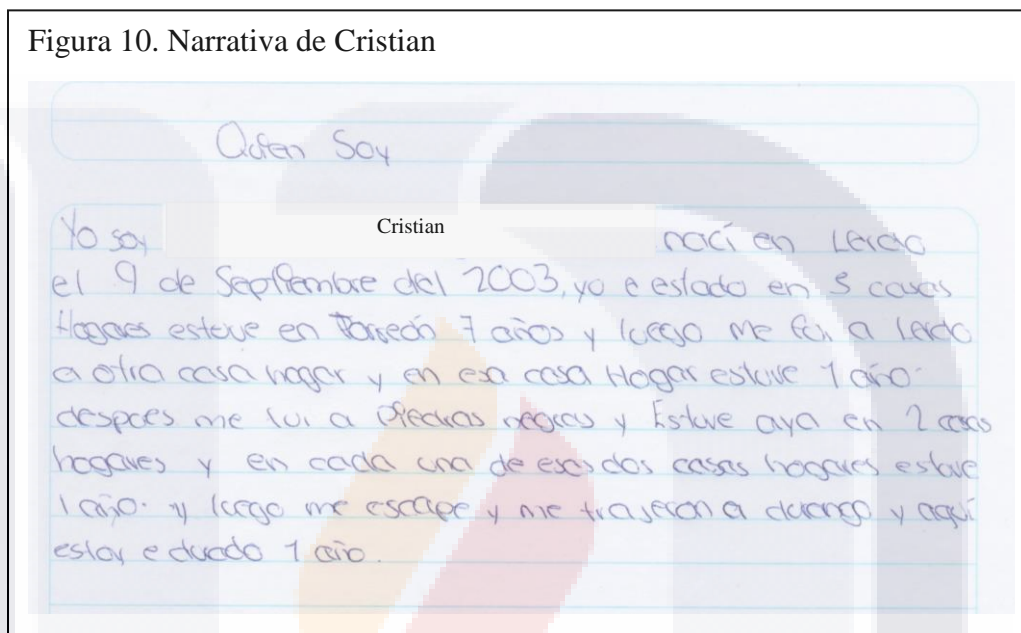 Figura 10. Narrativa de Cristian
Quien Soy
Yo soy Cristian nací en Lerdo
el 9 de Septiembre del 2003, yo e estado en 5 casas
Hogares estuve en Torreón 7 años y luego me fui a Lerdo
a otra casa hogar y en esa casa Hogar estuve 1 año.
despues me fui a Piedras negras y Estuve aya en 2 casas
hogares y en cada una de esas dos casas hogares estuve
1 año. y luego me escape y me trajeron a durango y aqui
estoy e durado 1 año.